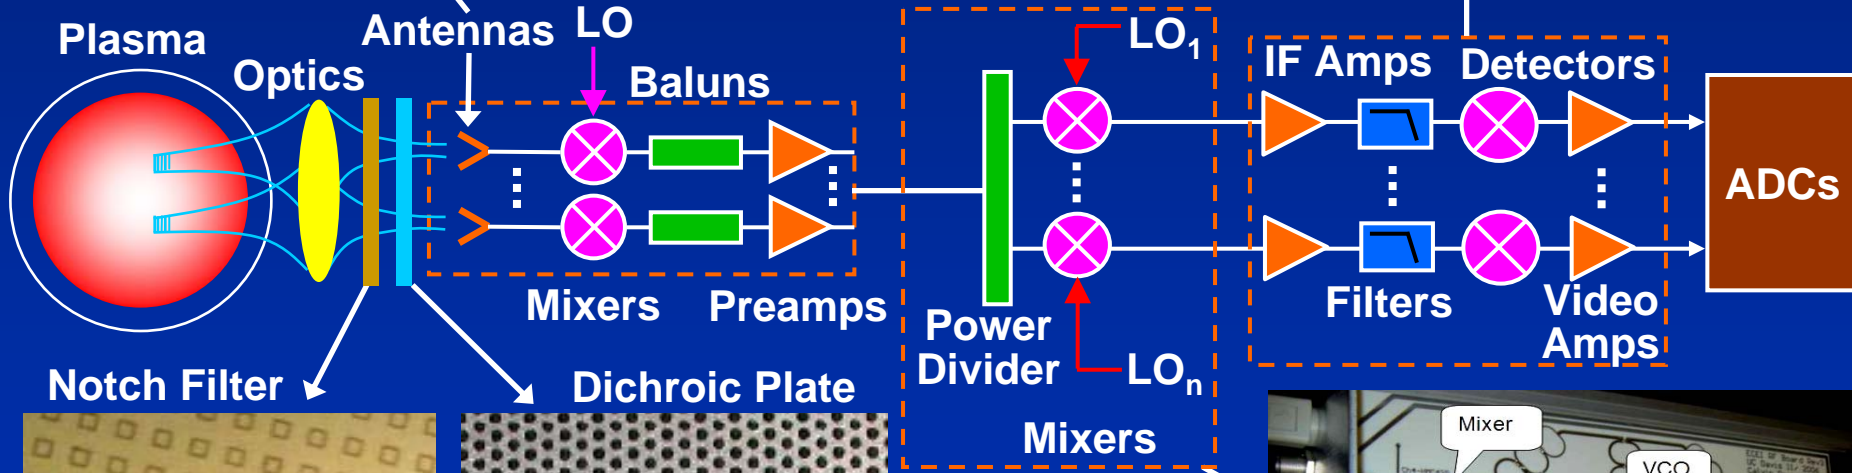 Plasma
Optics
Antennas
LO
Baluns
Mixers
Preamps
LO1
Power
Divider
LOn
Mixers
IF Amps
Detectors
Filters
Video
Amps
ADCs
Notch Filter
Dichroic Plate
Mixer
VCO